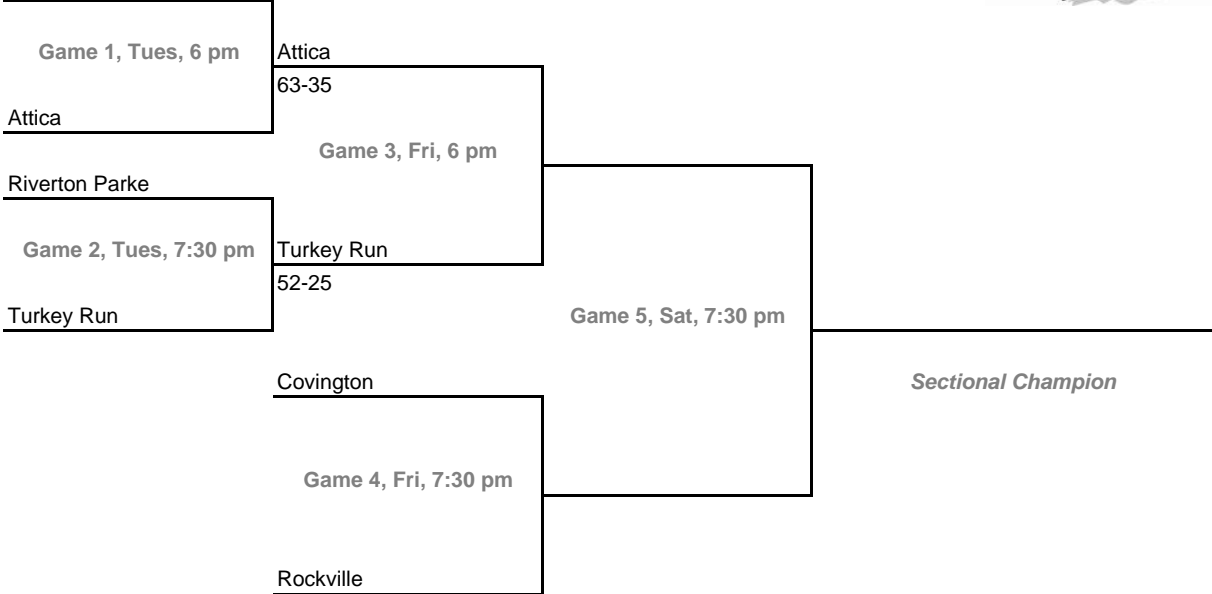 Game 1, Tues, 6 pm
Attica
63-35
Attica
Game 3, Fri, 6 pm
Riverton Parke
Game 2, Tues, 7:30 pm
Turkey Run
52-25
Turkey Run
Game 5, Sat, 7:30 pm
Covington
Sectional Champion
Game 4, Fri, 7:30 pm
Rockville